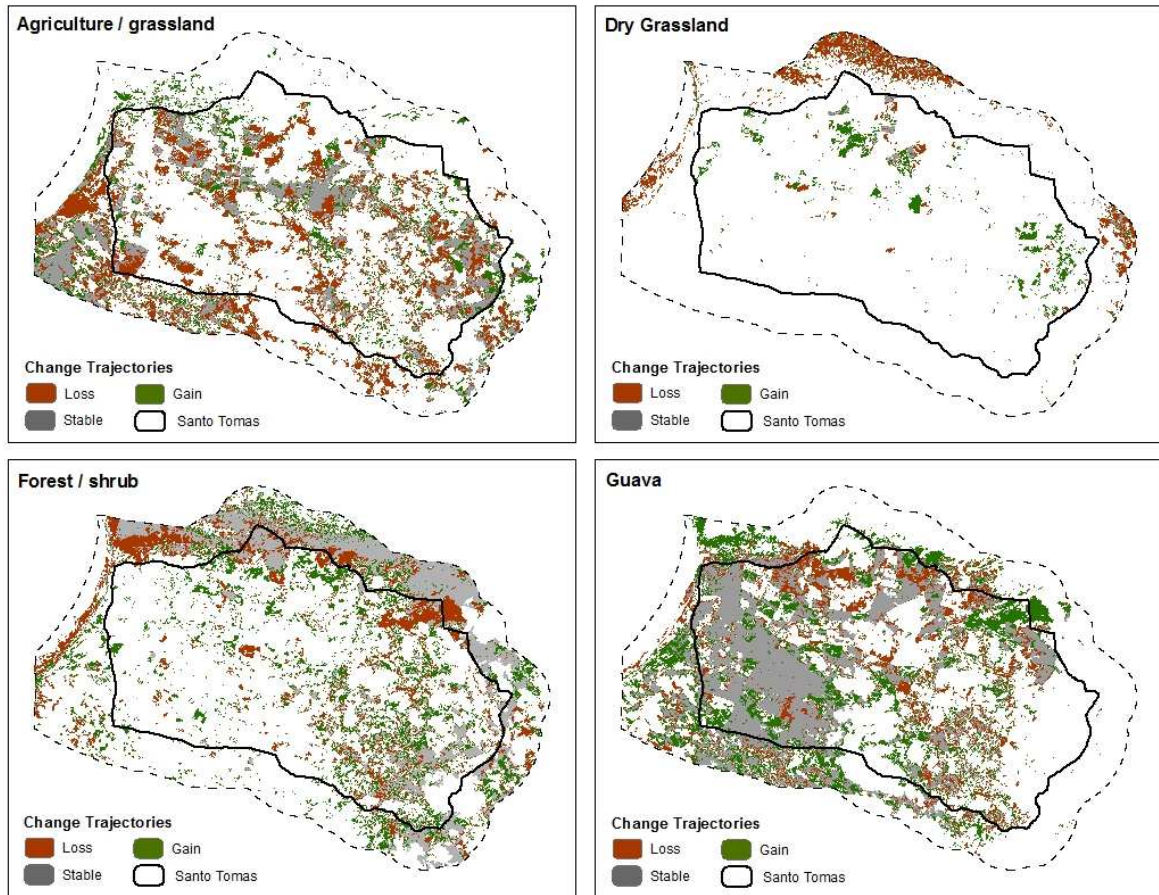 Agriculture / grassland
Change Trajectories
Loss
Gain
Stable
Santo Tomas
Dry Grassland
Change Trajectories
Loss
Gain
Stable
Santo Tomas
Forest / shrub
Change Trajectories
Loss
Gain
Stable
Santo Tomas
Guava
Change Trajectories
Loss
Gain
Stable
Santo Tomas